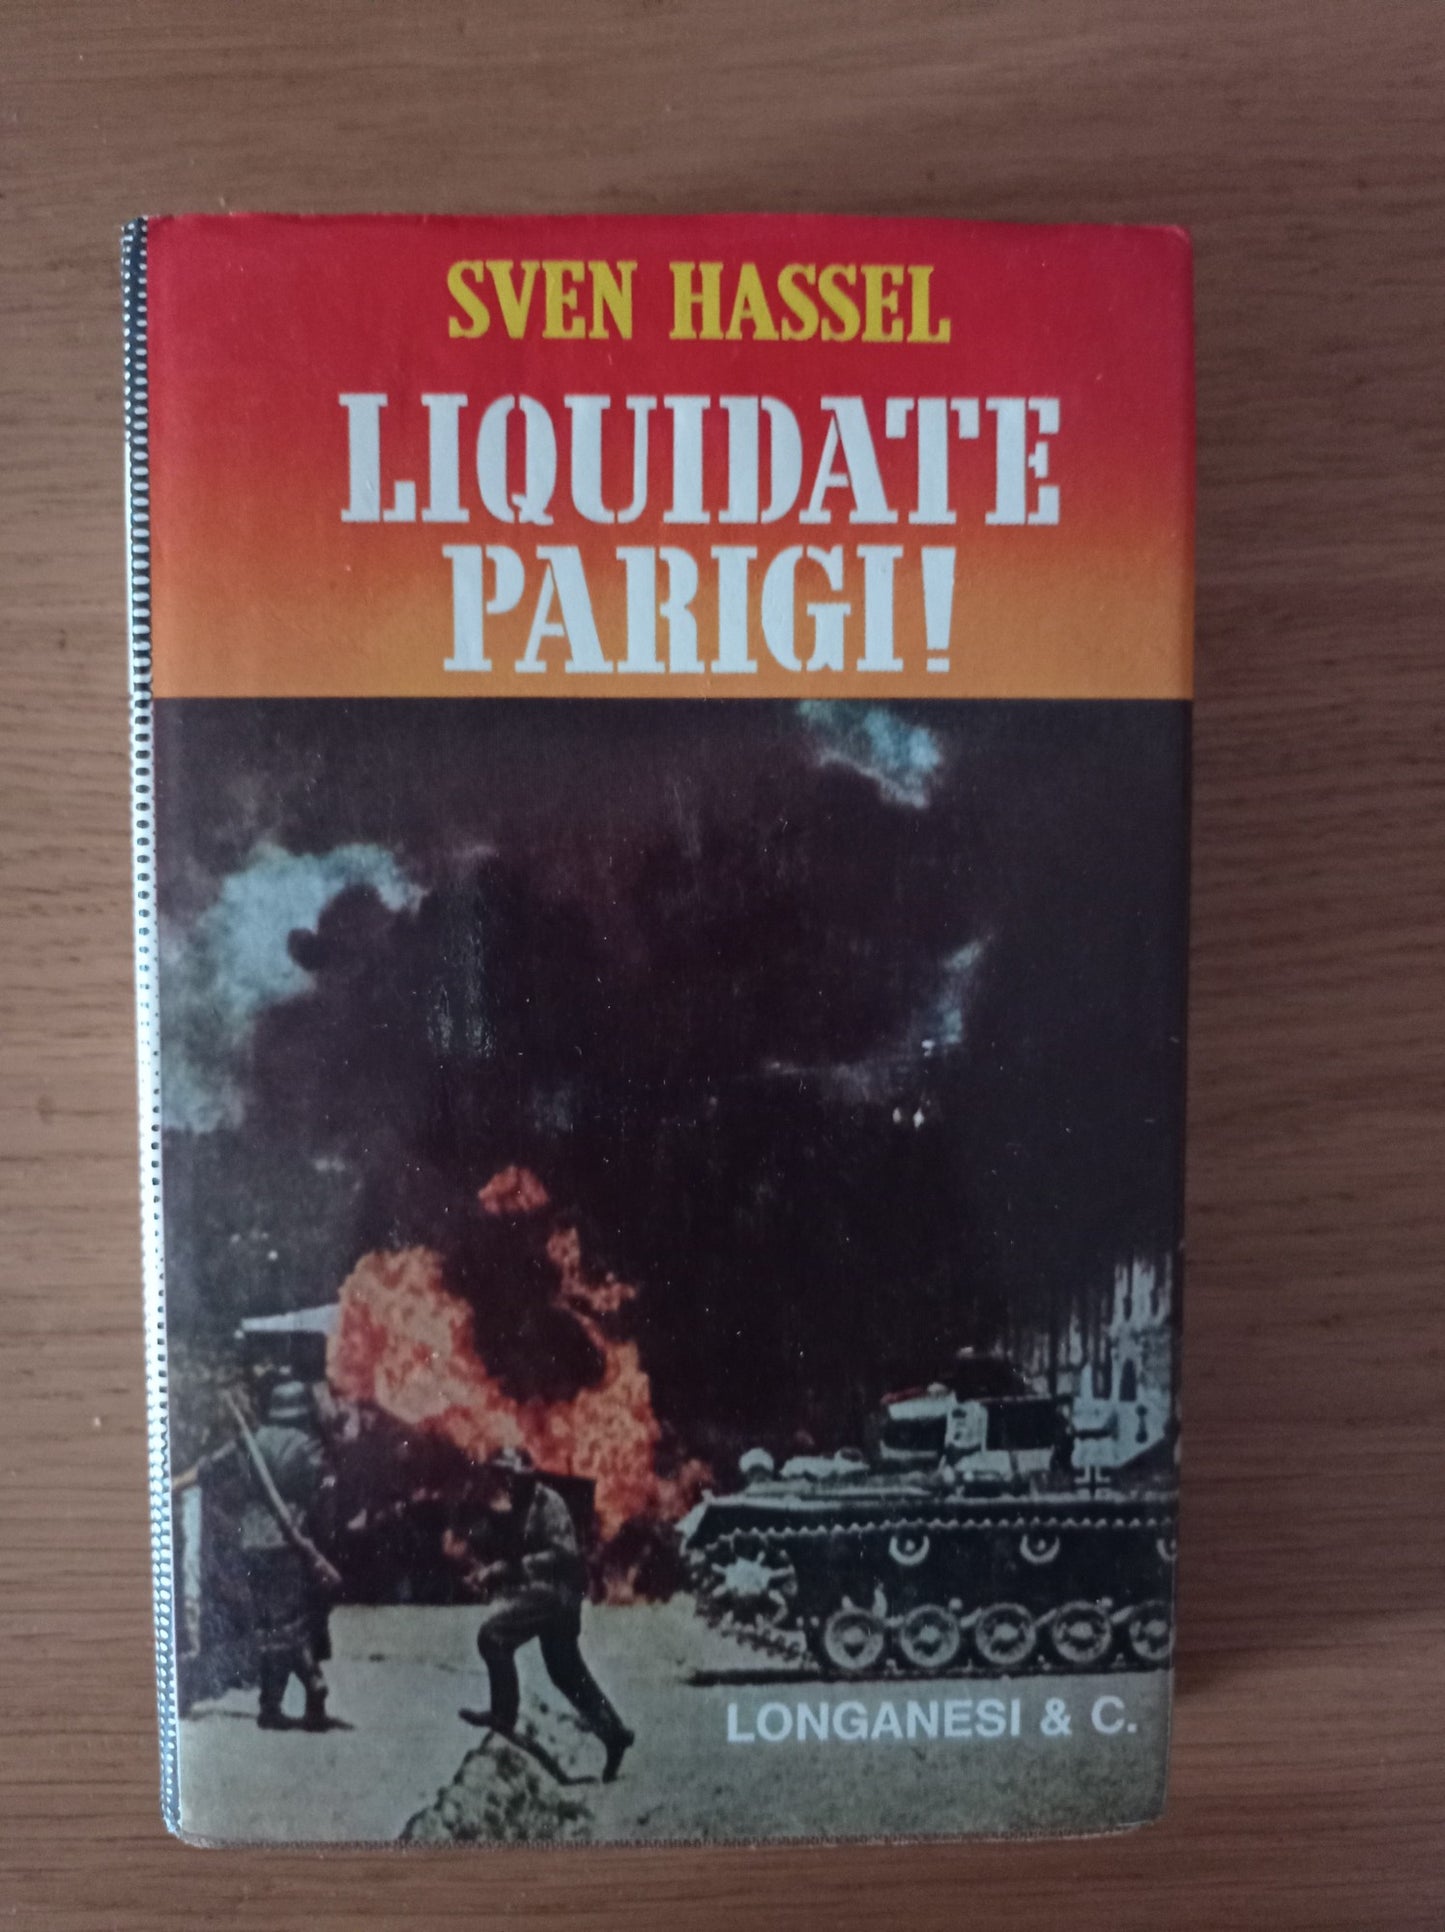 SVEN HASSEL
LIQUIDATE
PARIGI!
LONGANESI & C.